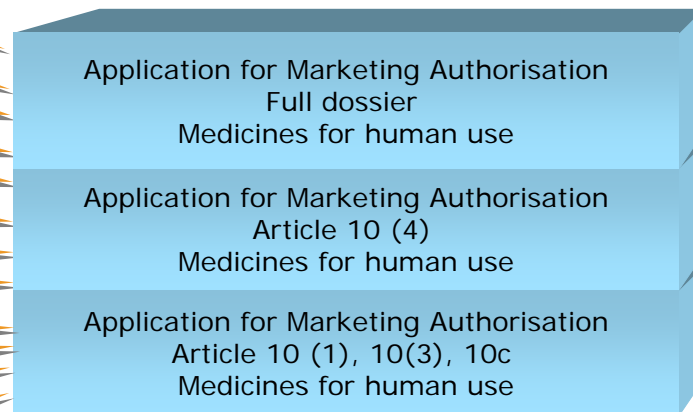 Application for Marketing Authorisation
Full dossier
Medicines for human use
Application for Marketing Authorisation
Article 10 (4)
Medicines for human use
Application for Marketing Authorisation
Article 10 (1), 10(3), 10c
Medicines for human use